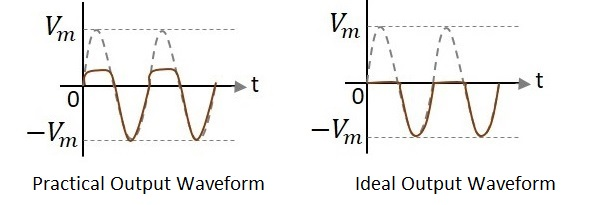 Vm
t
0
−Vm
Practical Output Waveform
Vm
t
0
−Vm
Ideal Output Waveform